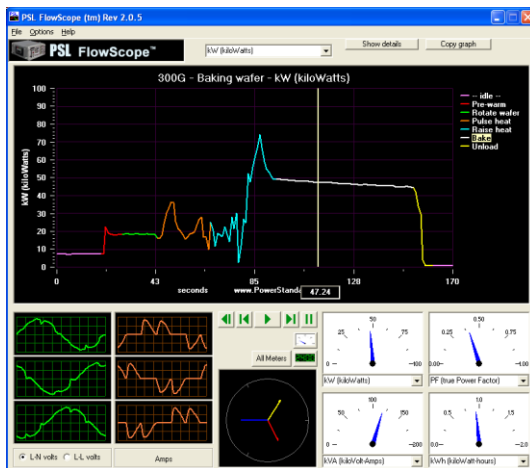 PSL FlowScope (tm) Rev 2.0.5
File Options Help
PSL FlowScope™
kW (kiloWatts)
Show details
Copy graph
300G - Baking wafer - kW (kiloWatts)
kW (kiloWatts)
100
90
80
70
60
50
40
30
20
10
0
-- idle --
Pre-warm
Rotate wafer
Pulse heat
Raise heat
Bake
Unload
0 43 85 128 170
seconds
www.PowerStand
47.24
All Meters
L-N volts
L-L volts
Amps
0 25 50 75 100
kW (kiloWatts)
0.00 0.25 0.50 0.75 1.00
PF (true Power Factor)
0 50 100 150 200
kVA (kiloVolt-Amps)
0.0 0.5 1.0 1.5 2.0
kWh (kiloWatt-hours)